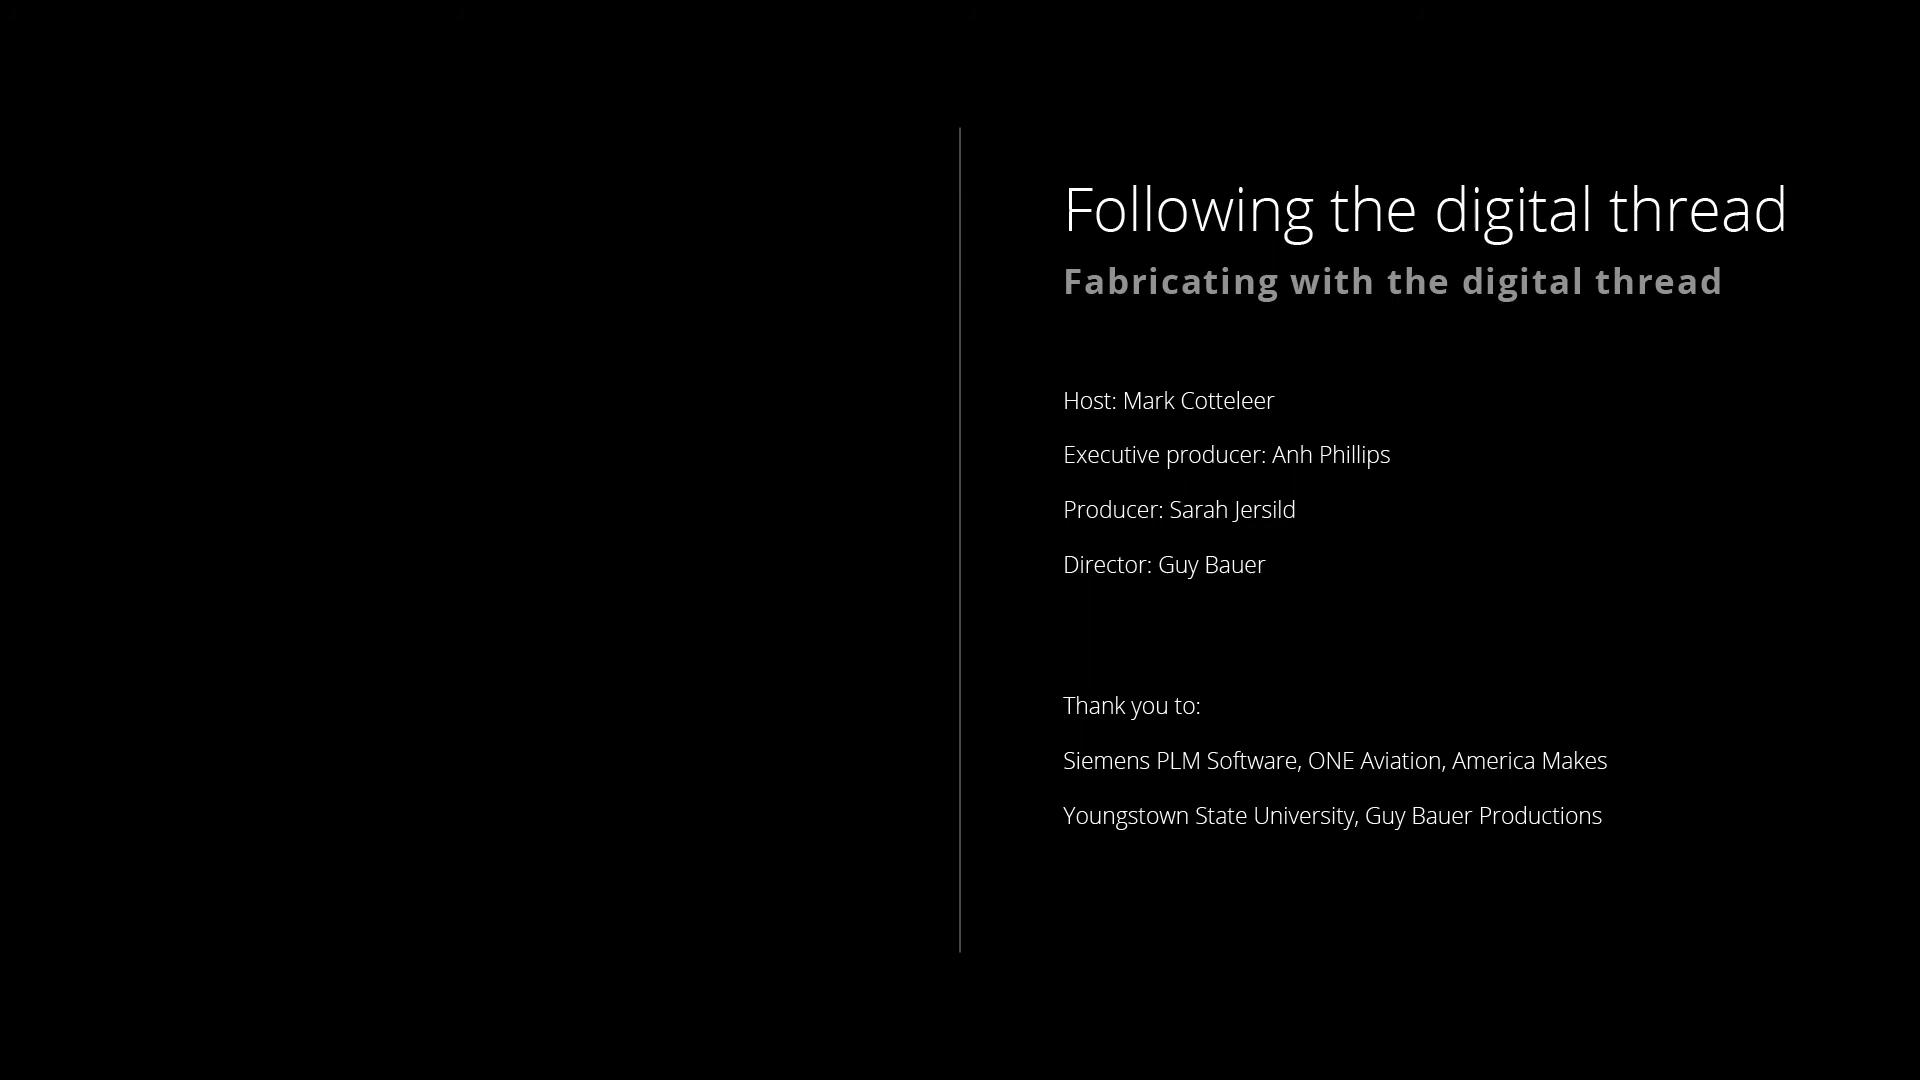 Following the digital thread
Fabricating with the digital thread
Host: Mark Cotteleer
Executive producer: Anh Phillips
Producer: Sarah Jersild
Director: Guy Bauer
Thank you to:
Siemens PLM Software, ONE Aviation, America Makes
Youngstown State University, Guy Bauer Productions